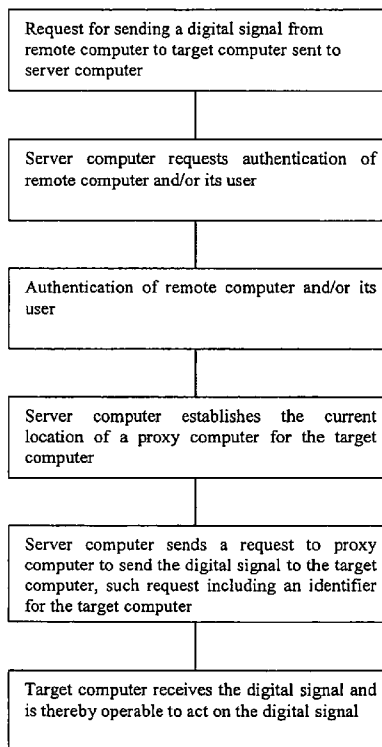 Request for sending a digital signal from
remote computer to target computer sent to
server computer
Server computer requests authentication of
remote computer and/or its user
Authentication of remote computer and/or its
user
Server computer establishes the current
location of a proxy computer for the target
computer
Server computer sends a request to proxy
computer to send the digital signal to the target
computer, such request including an identifier
for the target computer
Target computer receives the digital signal and
is thereby operable to act on the digital signal